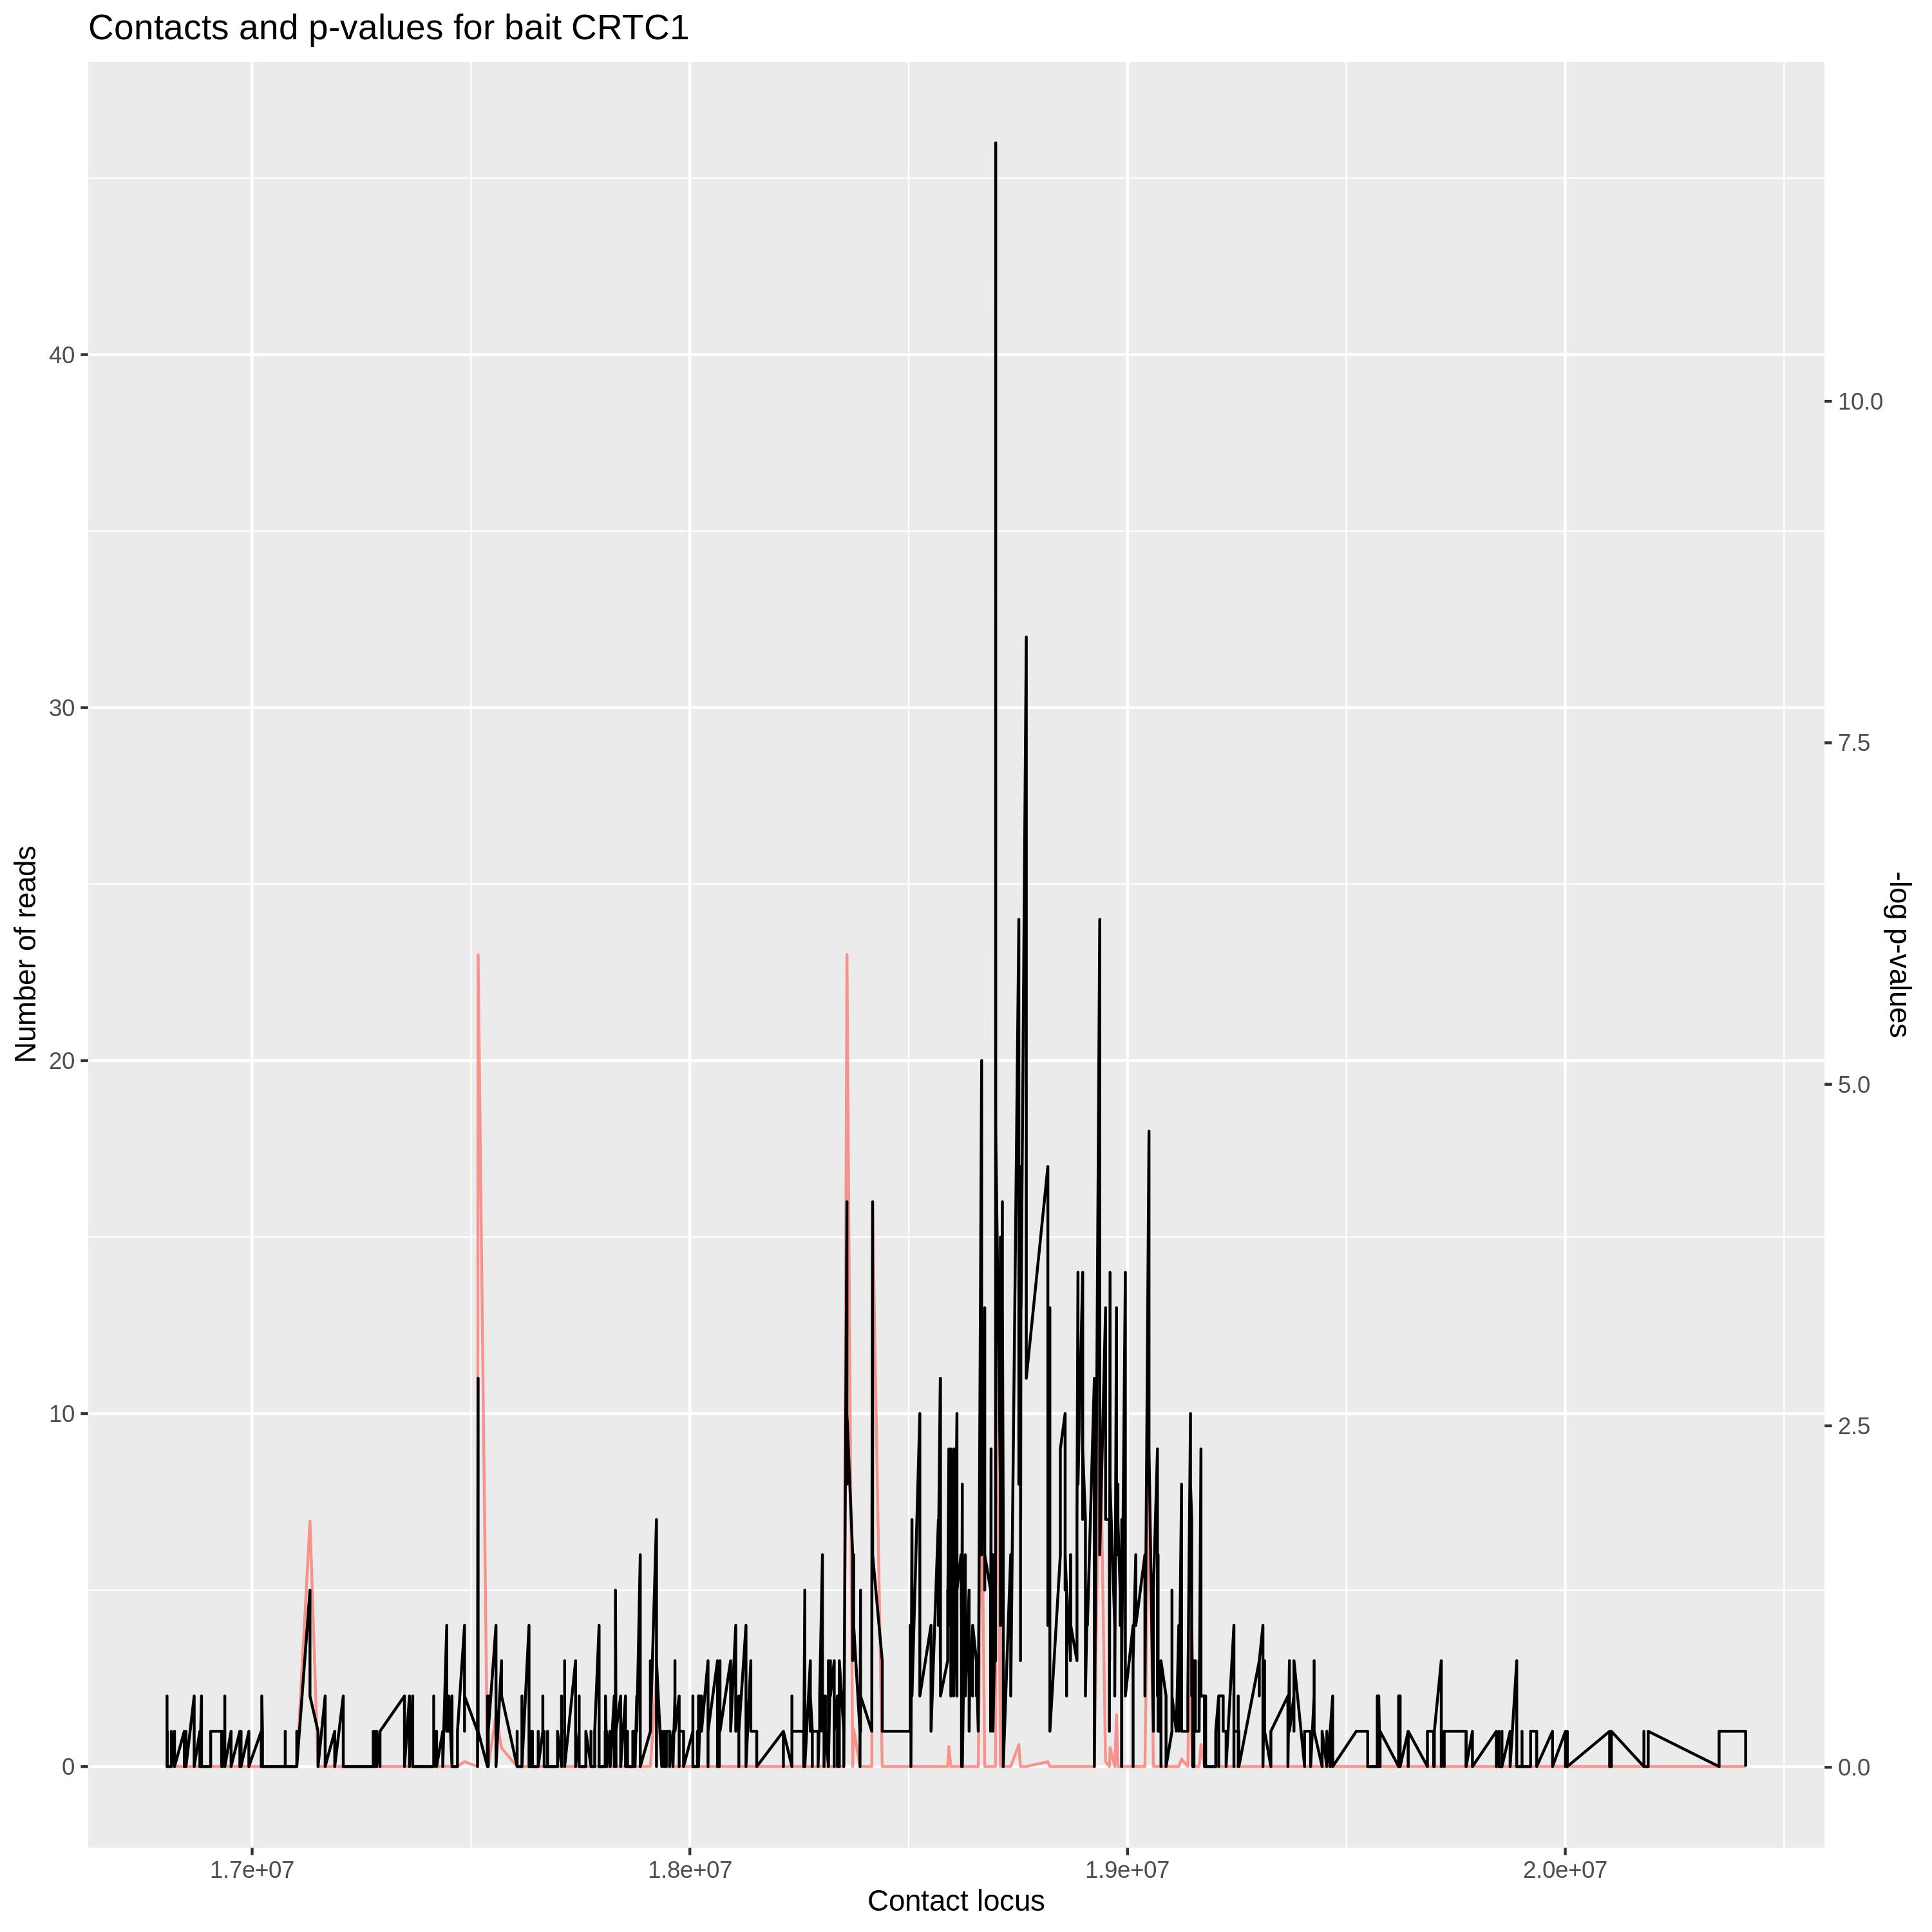 Contacts and p-values for bait CRTC1
40
30
20
10
0
Number of reads
10.0
7.5
5.0
2.5
0.0
-log p-values
1.7e+07
1.8e+07
1.9e+07
2.0e+07
Contact locus